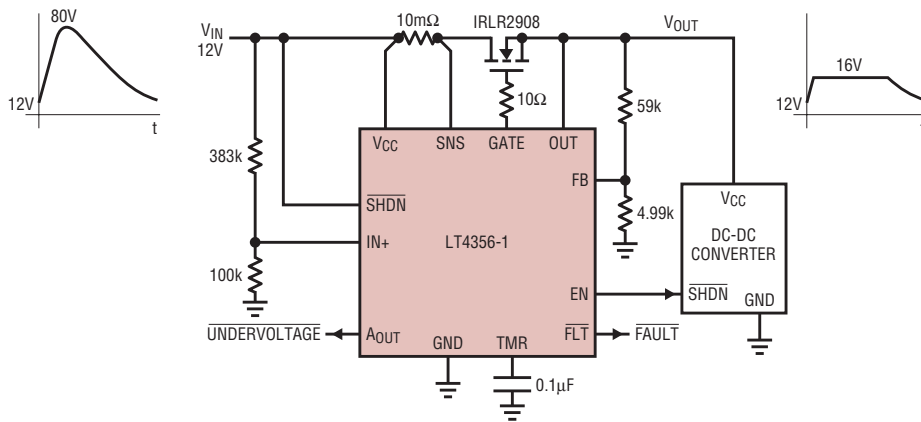 80V
12V
t
VIN
12V
10mΩ
IRLR2908
VOUT
16V
12V
t
10Ω
59k
383k
VCC
SNS
GATE
OUT
FB
SHDN
4.99k
VCC
DC-DC
CONVERTER
IN+
LT4356-1
100k
EN
SHDN
GND
UNDERVOLTAGE
AOUT
GND
TMR
FLT
FAULT
0.1µF